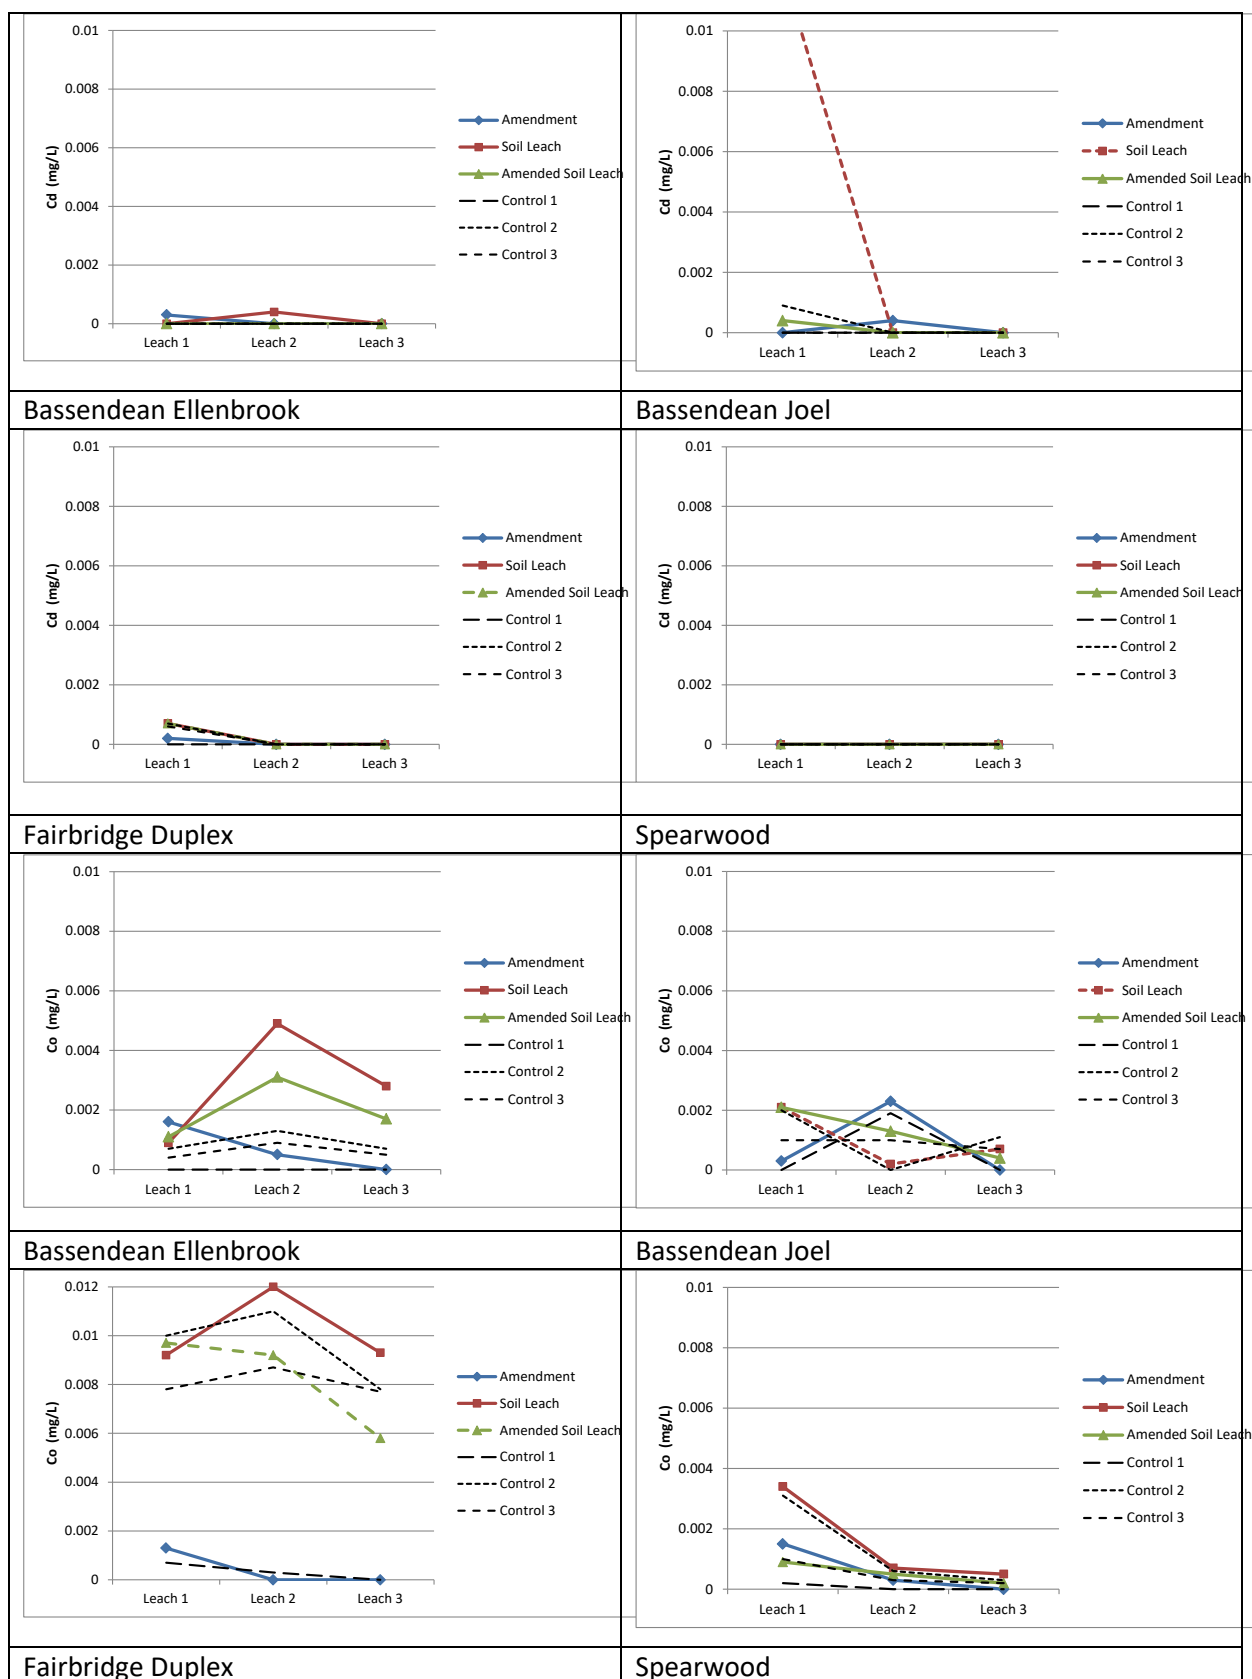 0.01
0.008
0.006
0.004
0.002
0
Cd (mg/L)
Leach 1 Leach 2 Leach 3
Amendment
Soil Leach
Amended Soil Leach
Control 1
Control 2
Control 3
0.01
0.008
0.006
0.004
0.002
0
Cd (mg/L)
Leach 1 Leach 2 Leach 3
Amendment
Soil Leach
Amended Soil Leach
Control 1
Control 2
Control 3
Bassendean Ellenbrook
Bassendean Joel
0.01
0.008
0.006
0.004
0.002
0
Cd (mg/L)
Leach 1 Leach 2 Leach 3
Amendment
Soil Leach
Amended Soil Leach
Control 1
Control 2
Control 3
0.01
0.008
0.006
0.004
0.002
0
Cd (mg/L)
Leach 1 Leach 2 Leach 3
Amendment
Soil Leach
Amended Soil Leach
Control 1
Control 2
Control 3
Fairbridge Duplex
Spearwood
0.01
0.008
0.006
0.004
0.002
0
Co (mg/L)
Leach 1 Leach 2 Leach 3
Amendment
Soil Leach
Amended Soil Leach
Control 1
Control 2
Control 3
0.01
0.008
0.006
0.004
0.002
0
Co (mg/L)
Leach 1 Leach 2 Leach 3
Amendment
Soil Leach
Amended Soil Leach
Control 1
Control 2
Control 3
Bassendean Ellenbrook
Bassendean Joel
0.012
0.01
0.008
0.006
0.004
0.002
0
Co (mg/L)
Leach 1 Leach 2 Leach 3
Amendment
Soil Leach
Amended Soil Leach
Control 1
Control 2
Control 3
0.01
0.008
0.006
0.004
0.002
0
Co (mg/L)
Leach 1 Leach 2 Leach 3
Amendment
Soil Leach
Amended Soil Leach
Control 1
Control 2
Control 3
Fairbridge Duplex
Spearwood